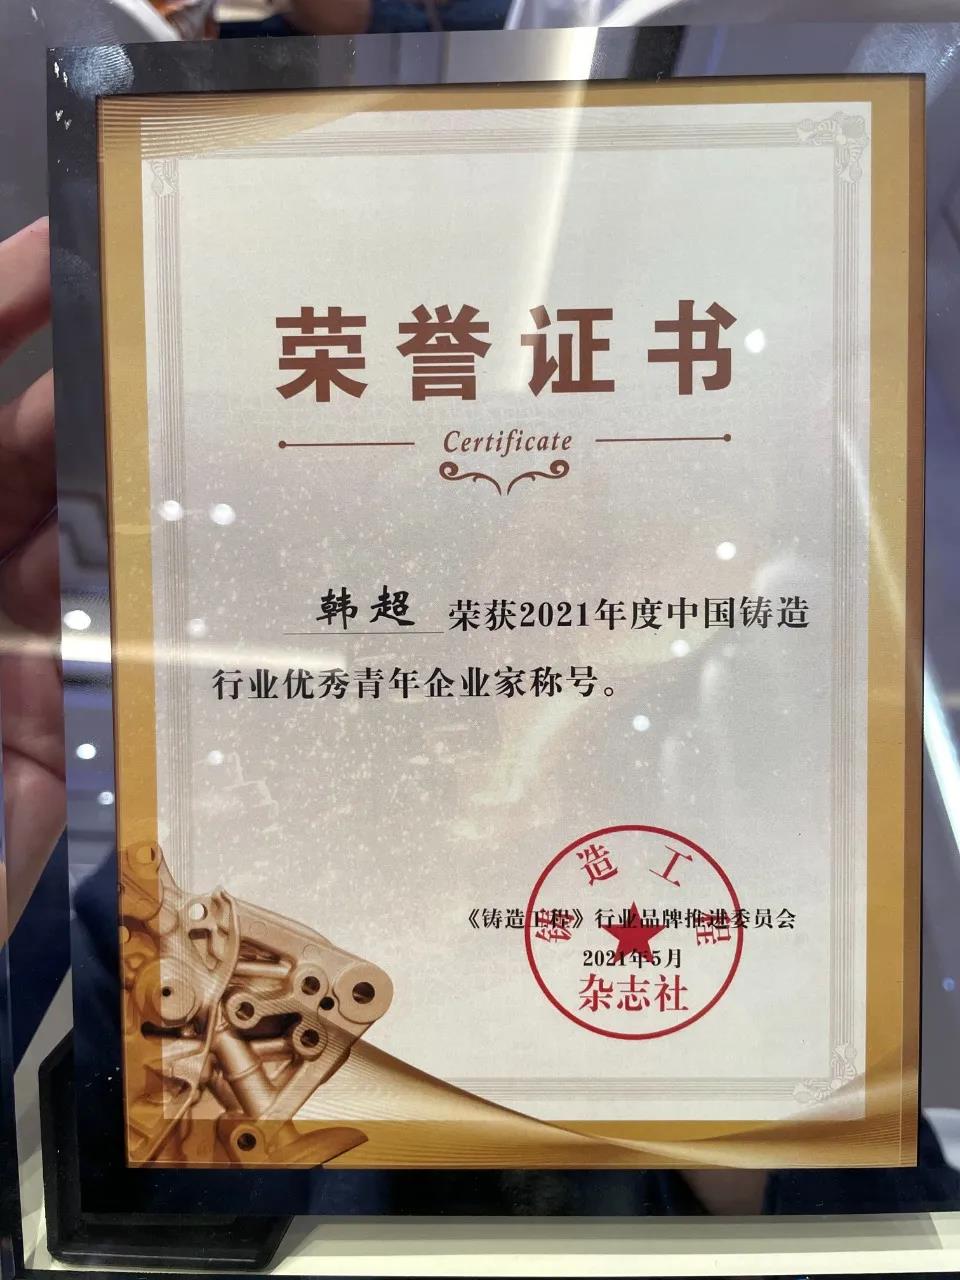 荣誉证书
Certificate
韩超 荣获2021年度中国铸造
行业优秀青年企业家称号。
《铸造工程》行业品牌推进委员会
2021年5月
铸造工程
杂志社